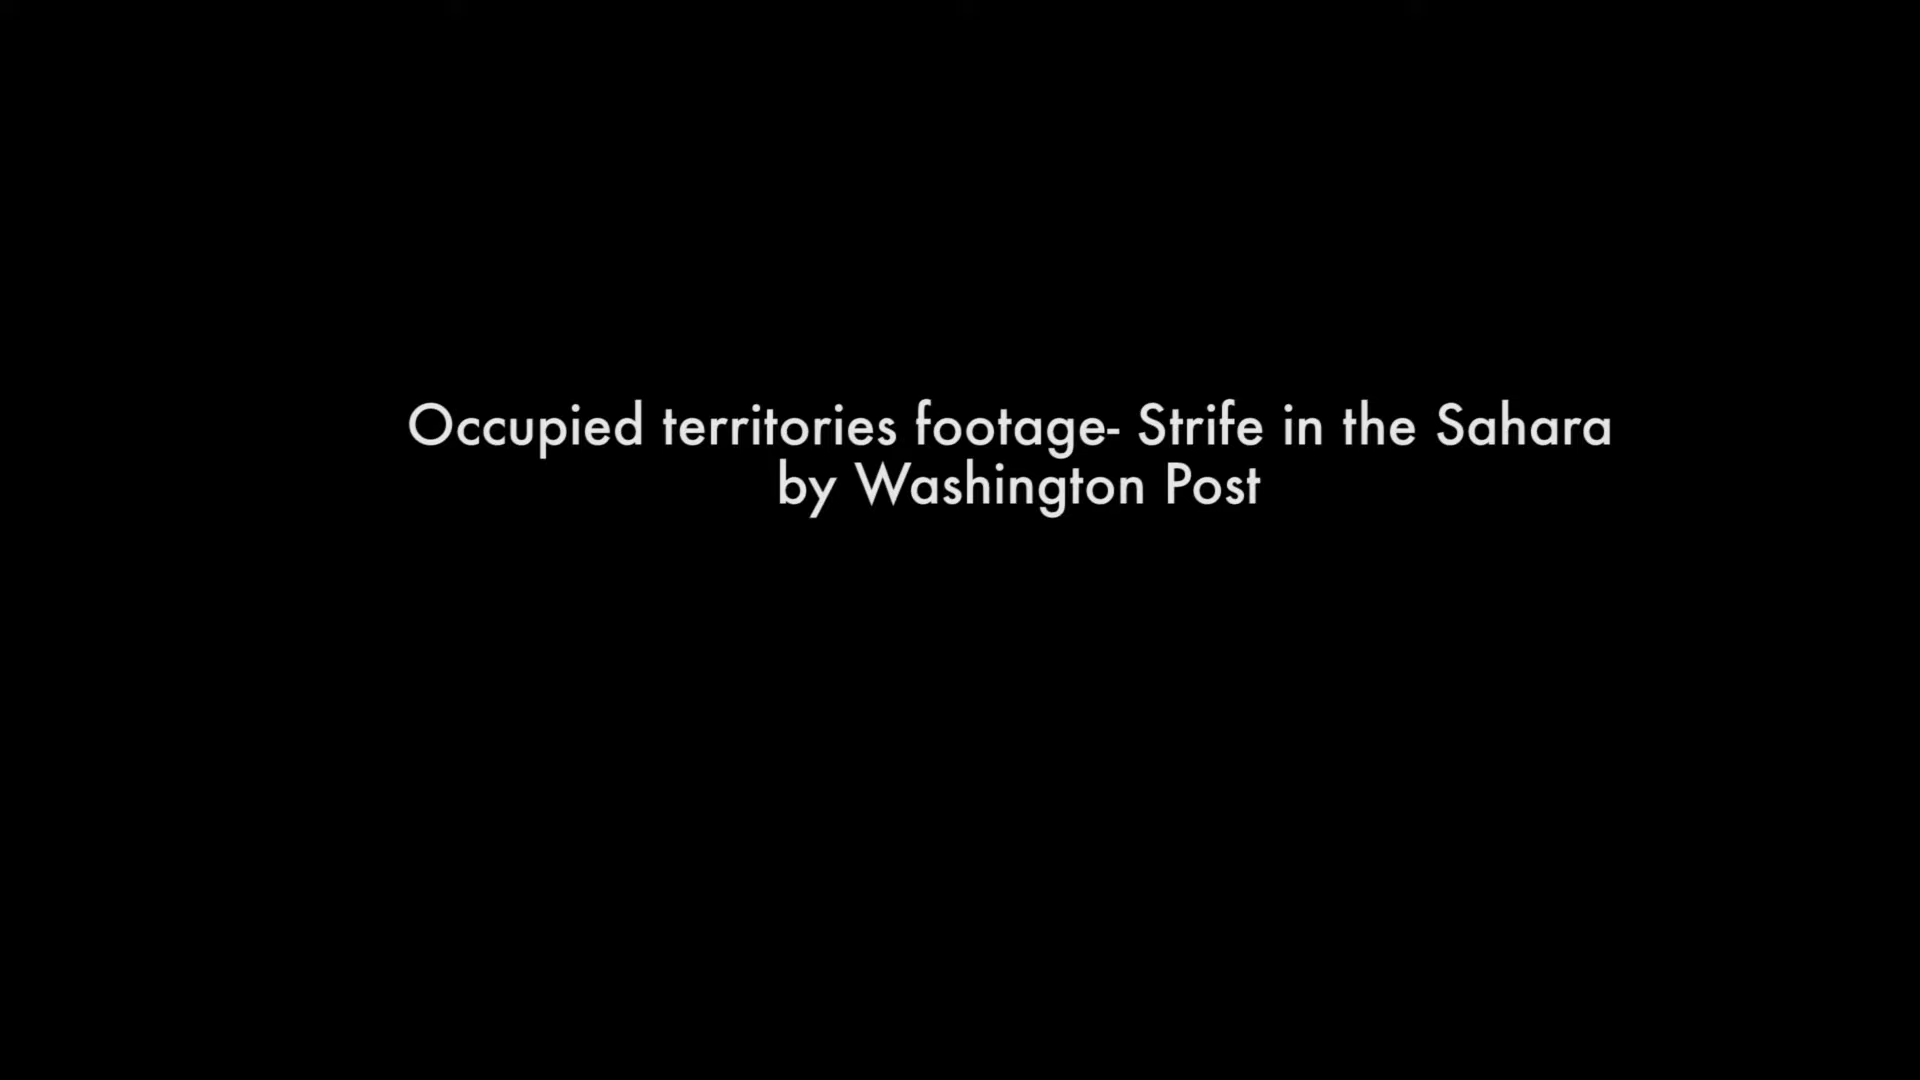 Occupied territories footage- Strife in the Sahara
by Washington Post